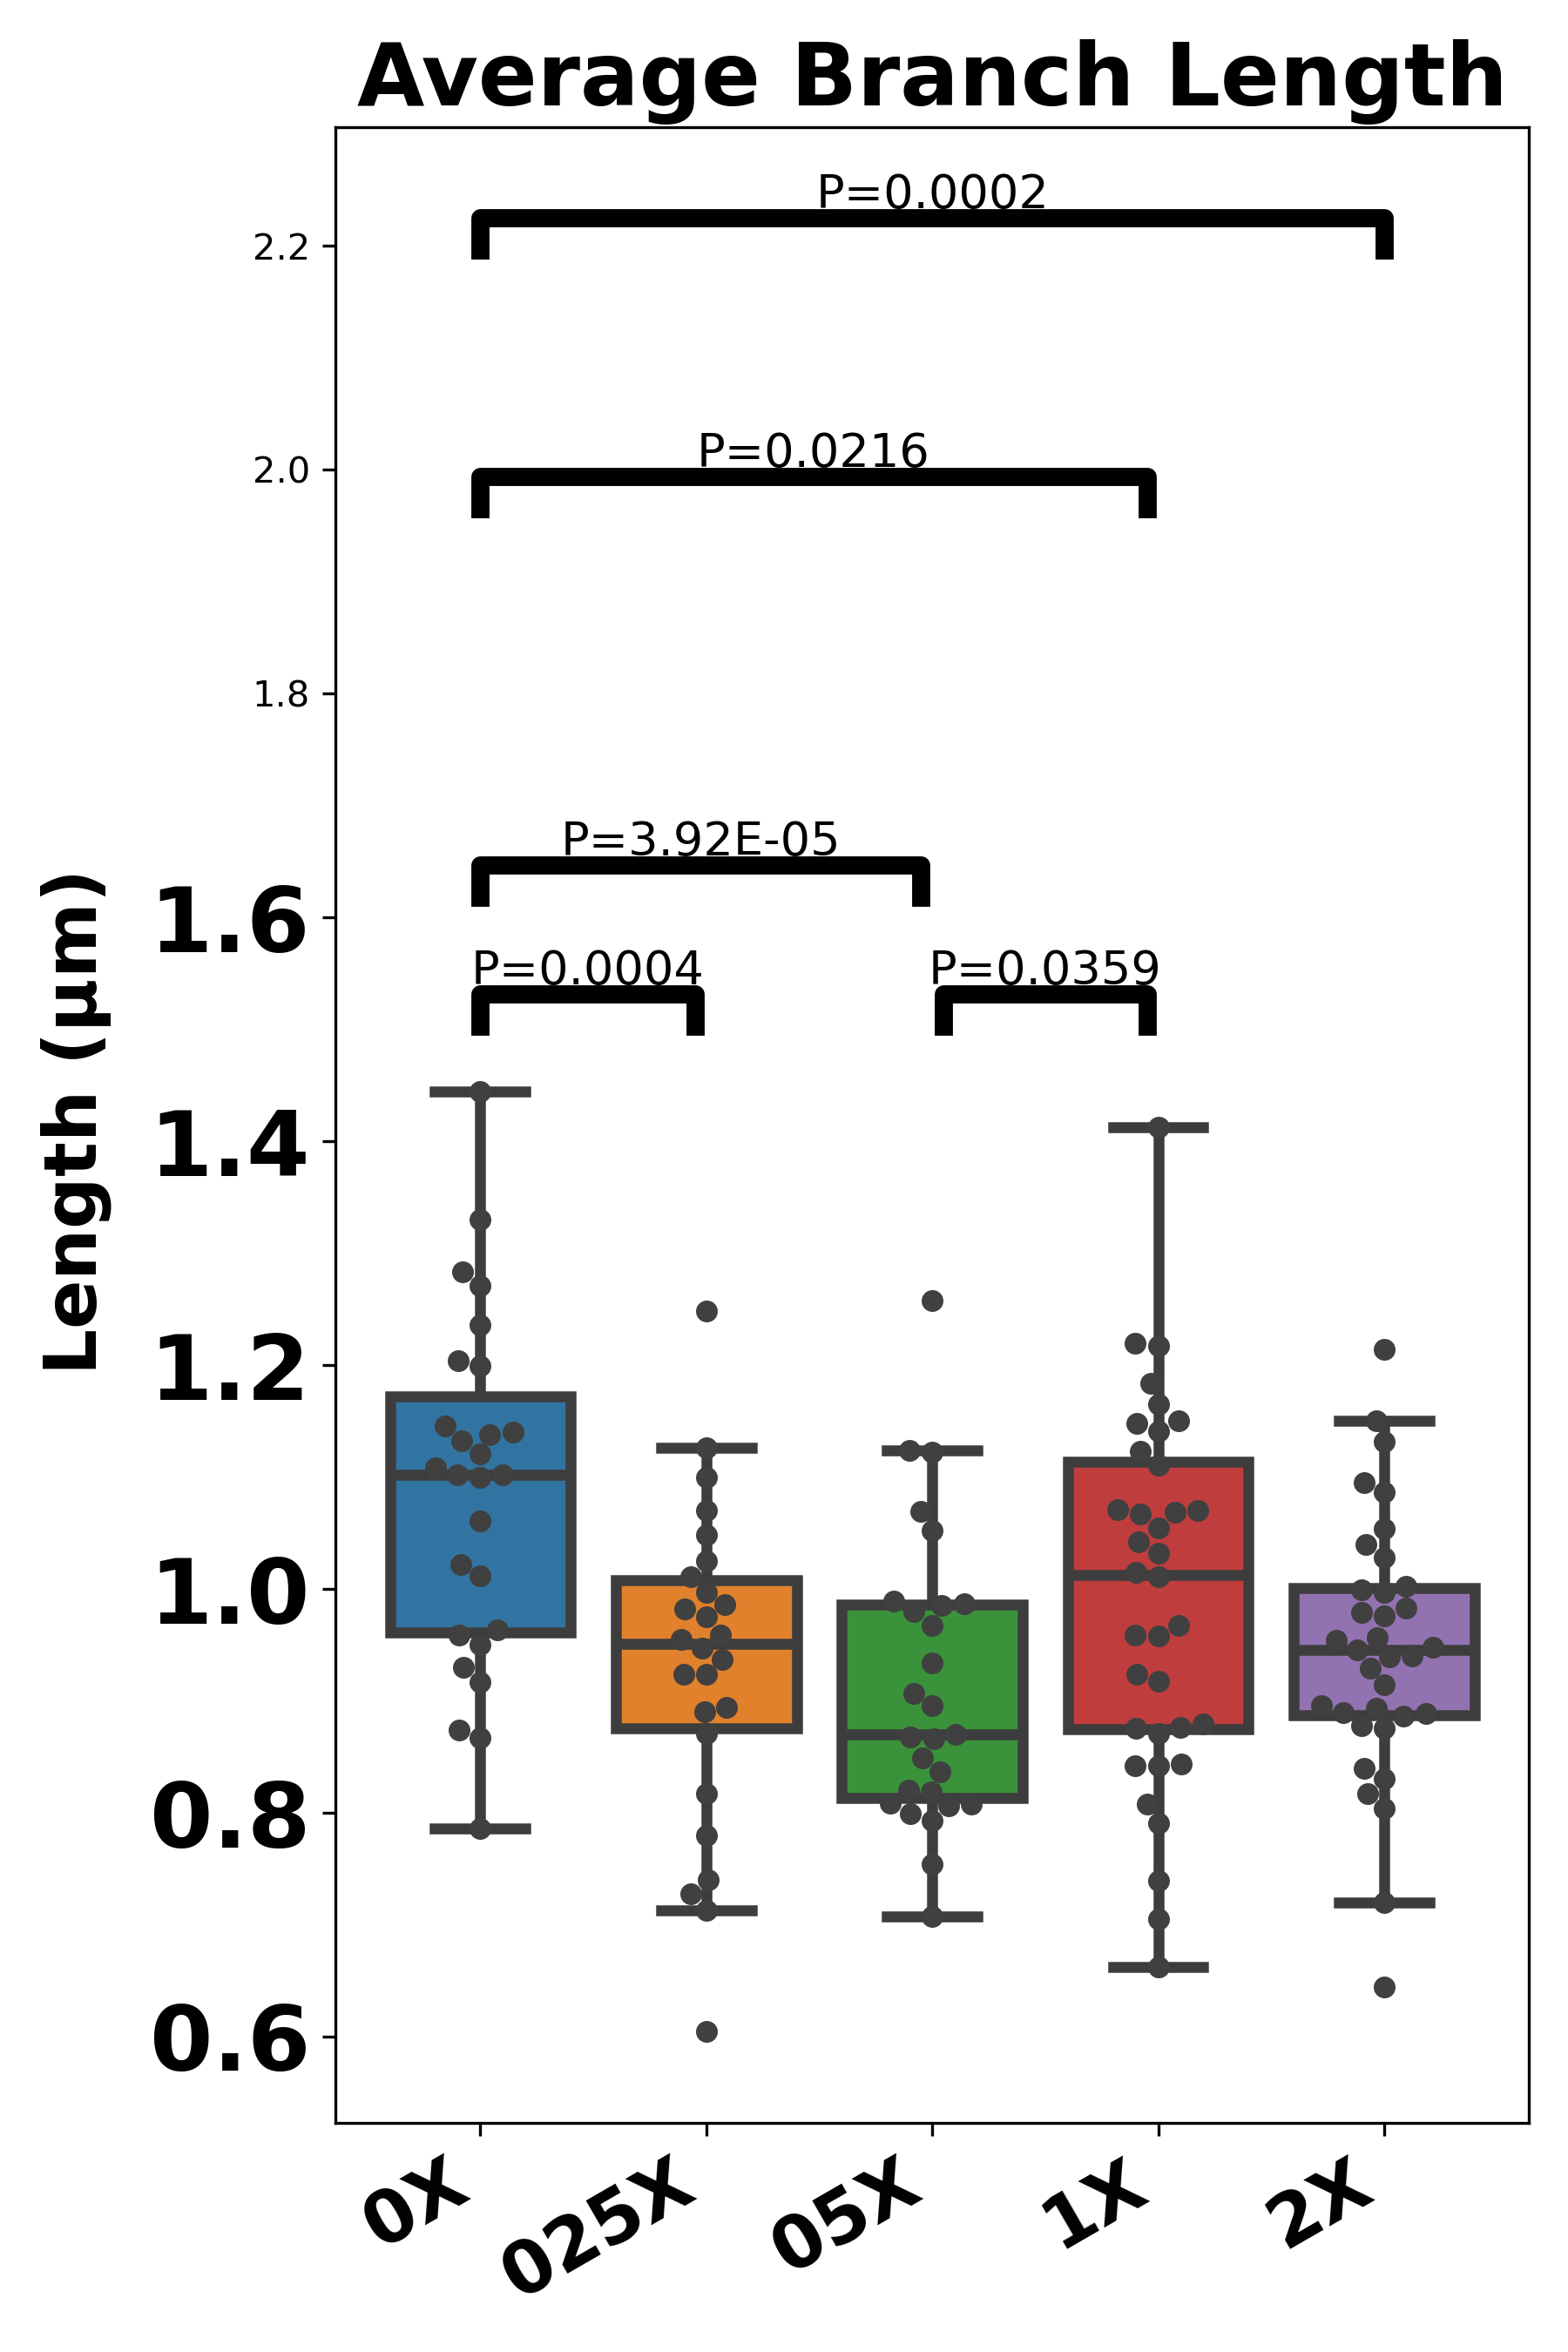 Average Branch Length
P=0.0002
2.2
P=0.0216
2.0
1.8
P=3.92E-05
1.6
P=0.0004 P=0.0359
Length (μm)
1.4
1.2
1.0
0.8
0.6
0X 025X 05X 1X 2X